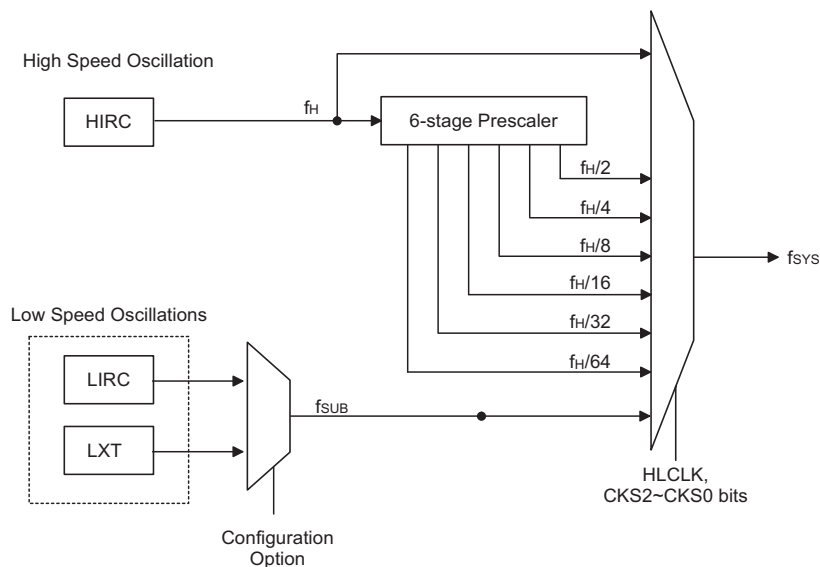 High Speed Oscillation
HIRC
fH
6-stage Prescaler
fH/2
fH/4
fH/8
fH/16
fH/32
fH/64
fSYS
Low Speed Oscillations
LIRC
LXT
fSUB
HLCLK,
CKS2~CKS0 bits
Configuration
Option